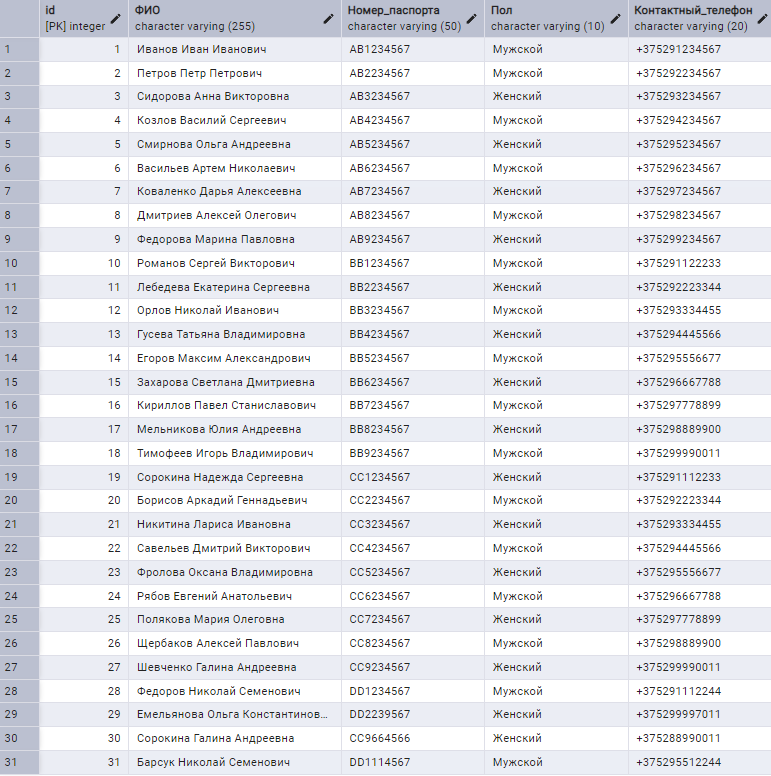 id ФИО Номер_паспорта Пол Контактный_телефон
[PK] integer character varying (255) character varying (50) character varying (10) character varying (20)
1 1 Иванов Иван Иванович AB1234567 Мужской +375291234567
2 2 Петров Петр Петрович AB2234567 Мужской +375292234567
3 3 Сидорова Анна Викторовна AB3234567 Женский +375293234567
4 4 Козлов Василий Сергеевич AB4234567 Мужской +375294234567
5 5 Смирнова Ольга Андреевна AB5234567 Женский +375295234567
6 6 Васильев Артем Николаевич AB6234567 Мужской +375296234567
7 7 Коваленко Дарья Алексеевна AB7234567 Женский +375297234567
8 8 Дмитриев Алексей Олегович AB8234567 Мужской +375298234567
9 9 Федорова Марина Павловна AB9234567 Женский +375299234567
10 10 Романов Сергей Викторович BB1234567 Мужской +375291122233
11 11 Лебедева Екатерина Сергеевна BB2234567 Женский +375292223344
12 12 Орлов Николай Иванович BB3234567 Мужской +375293334455
13 13 Гусева Татьяна Владимировна BB4234567 Женский +375294445566
14 14 Егоров Максим Александрович BB5234567 Мужской +375295556677
15 15 Захарова Светлана Дмитриевна BB6234567 Женский +375296667788
16 16 Кириллов Павел Станиславович BB7234567 Мужской +375297778899
17 17 Мельникова Юлия Андреевна BB8234567 Женский +375298889900
18 18 Тимофеев Игорь Владимирович BB9234567 Мужской +375299990011
19 19 Сорокина Надежда Сергеевна CC1234567 Женский +375291112233
20 20 Борисов Аркадий Геннадьевич CC2234567 Мужской +375292223344
21 21 Никитина Лариса Ивановна CC3234567 Женский +375293334455
22 22 Савельев Дмитрий Викторович CC4234567 Мужской +375294445566
23 23 Фролова Оксана Владимировна CC5234567 Женский +375295556677
24 24 Рябов Евгений Анатольевич CC6234567 Мужской +375296667788
25 25 Полякова Мария Олеговна CC7234567 Женский +375297778899
26 26 Щербаков Алексей Павлович CC8234567 Мужской +375298889900
27 27 Шевченко Галина Андреевна CC9234567 Женский +375299990011
28 28 Федоров Николай Семенович DD1234567 Мужской +375291112244
29 29 Емельянова Ольга Константинов... DD2239567 Женский +375299997011
30 30 Сорокина Галина Андреевна CC9664566 Женский +375288990011
31 31 Барсук Николай Семенович DD1114567 Мужской +375295512244